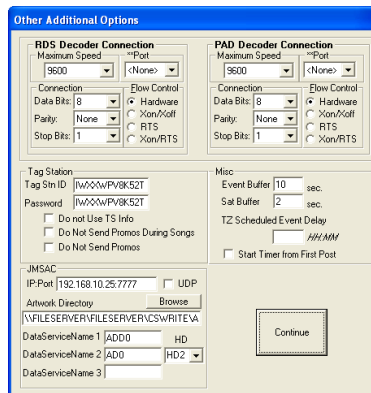 Other Additional Options
RDS Decoder Connection
Maximum Speed
**Port
9600
<None>
Connection
Data Bits: 8
Parity: None
Stop Bits: 1
Flow Control
Hardware
Xon/Xoff
RTS
Xon/RTS
PAD Decoder Connection
Maximum Speed
**Port
9600
<None>
Connection
Data Bits: 8
Parity: None
Stop Bits: 1
Flow Control
Hardware
Xon/Xoff
RTS
Xon/RTS
Tag Station
Tag Stn ID IWXXWPV8K52T
Password IWXXWPV8K52T
Do not Use TS Info
Do Not Send Promos During Songs
Do Not Send Promos
Misc
Event Buffer 10 sec.
Sat Buffer 2 sec.
TZ Scheduled Event Delay
HH:MM
Start Timer from First Post
JMSAC
IP:Port 192.168.10.25:7777 UDP
Artwork Directory Browse
\\FILESERVER\FILESERVER\CSWRITE\A
DataServiceName 1 ADD0 HD
DataServiceName 2 AD0 HD2
DataServiceName 3
Continue